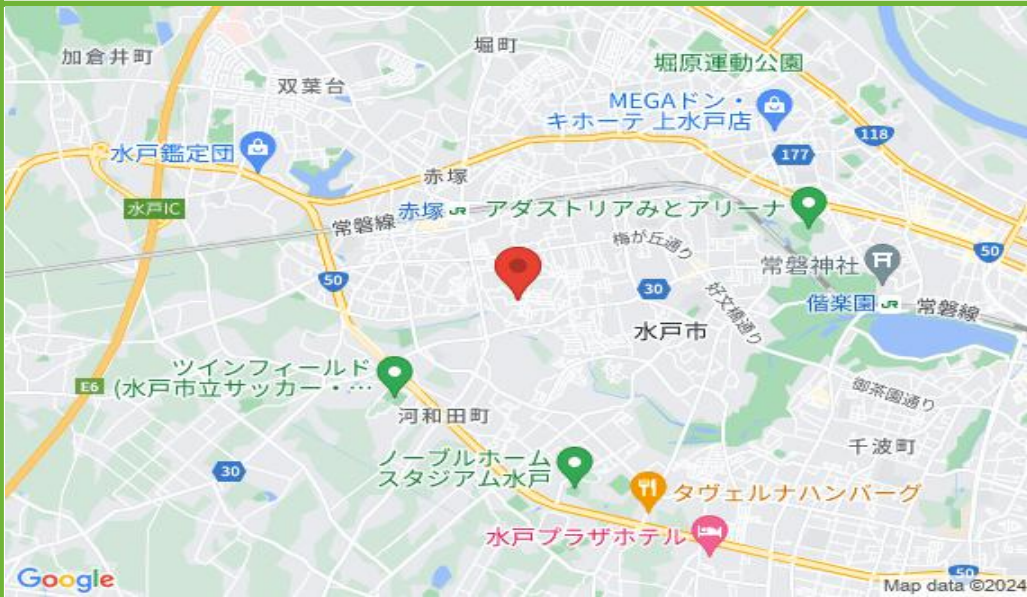 加倉井町
堀町
双葉台
堀原運動公園
MEGAドン・
キホーテ 上水戸店
118
水戸鑑定団
177
赤塚
水戸IC
赤塚 JR
アダストリアみとアリーナ
常磐線
梅が丘通り
50
常磐神社
50
30
好文橋通り
偕楽園 JR
常磐線
水戸市
ツインフィールド
(水戸市立サッカー・…
E6
御茶園通り
河和田町
千波町
ノーブルホーム
スタジアム水戸
30
タヴェルナハンバーグ
水戸プラザホテル
50
Google
Map data ©2024